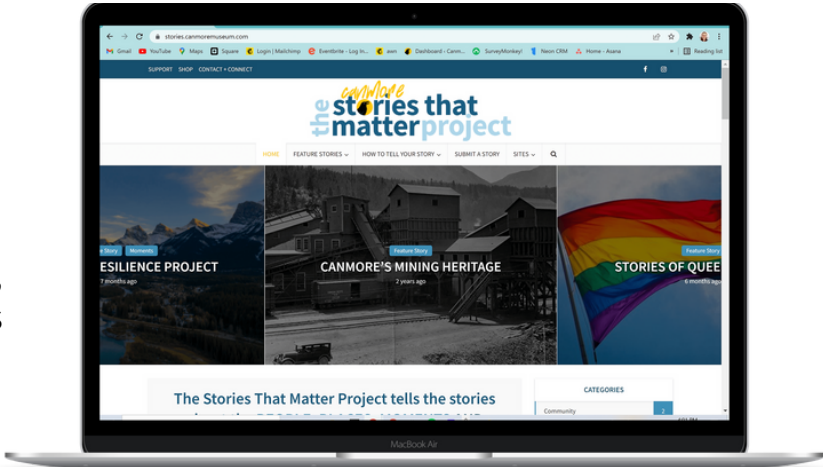 stories.canmoremuseum.com
Gmail YouTube Maps Square Login | Mailchimp Eventbrite - Log In... awn Dashboard - Canm... SurveyMonkey! Neon CRM Home - Asana Reading list
SUPPORT SHOP CONTACT + CONNECT
canmore
the stories that
matter project
HOME FEATURE STORIES HOW TO TELL YOUR STORY SUBMIT A STORY SITES
e Story Moments
ESILIENCE PROJECT
7 months ago
Feature Story
CANMORE'S MINING HERITAGE
2 years ago
Feature Story
STORIES OF QUEE
6 months ago
The Stories That Matter Project tells the stories
CATEGORIES
Community 2
MacBook Air